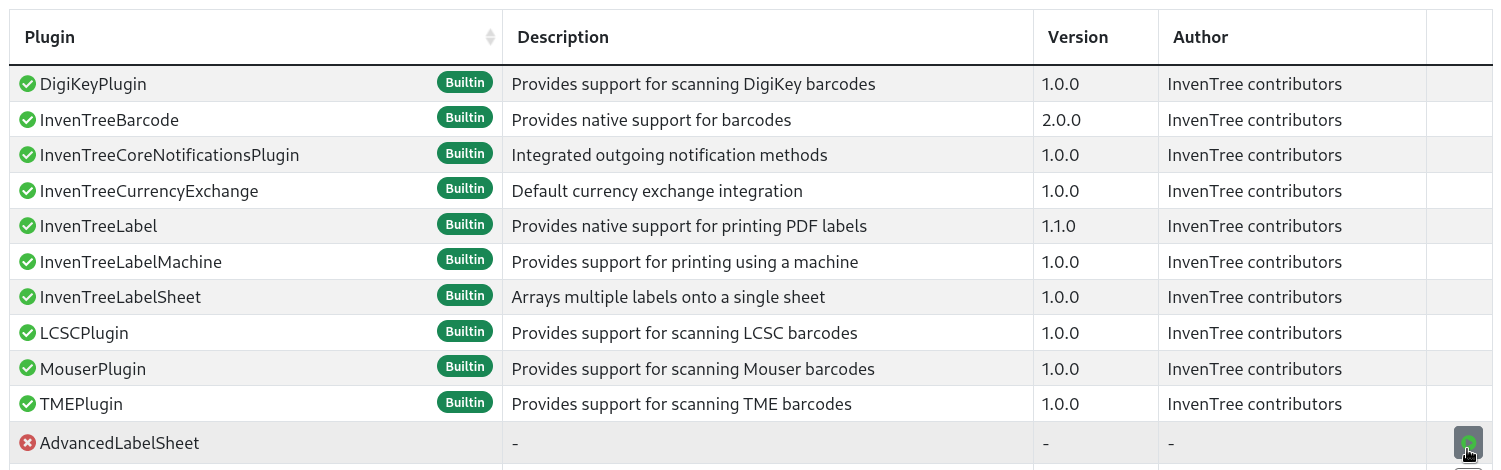 Plugin Description Version Author
DigiKeyPlugin Builtin Provides support for scanning DigiKey barcodes 1.0.0 InvenTree contributors
InvenTreeBarcode Builtin Provides native support for barcodes 2.0.0 InvenTree contributors
InvenTreeCoreNotificationsPlugin Builtin Integrated outgoing notification methods 1.0.0 InvenTree contributors
InvenTreeCurrencyExchange Builtin Default currency exchange integration 1.0.0 InvenTree contributors
InvenTreeLabel Builtin Provides native support for printing PDF labels 1.1.0 InvenTree contributors
InvenTreeLabelMachine Builtin Provides support for printing using a machine 1.0.0 InvenTree contributors
InvenTreeLabelSheet Builtin Arrays multiple labels onto a single sheet 1.0.0 InvenTree contributors
LCSCPlugin Builtin Provides support for scanning LCSC barcodes 1.0.0 InvenTree contributors
MouserPlugin Builtin Provides support for scanning Mouser barcodes 1.0.0 InvenTree contributors
TMEPlugin Builtin Provides support for scanning TME barcodes 1.0.0 InvenTree contributors
AdvancedLabelSheet - - -